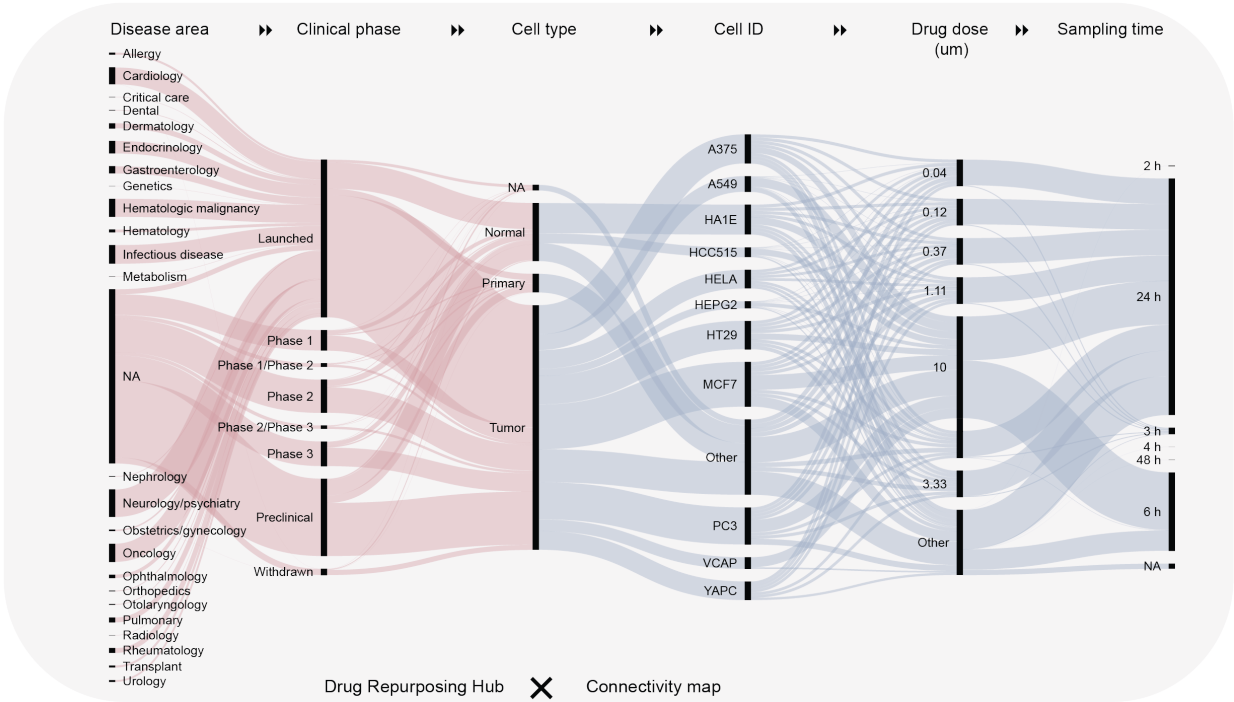 Disease area
Clinical phase
Cell type
Cell ID
Drug dose
(um)
Sampling time
Allergy
Cardiology
Critical care
Dental
Dermatology
Endocrinology
Gastroenterology
Genetics
Hematologic malignancy
Hematology
Infectious disease
Metabolism
NA
Nephrology
Neurology/psychiatry
Obstetrics/gynecology
Oncology
Ophthalmology
Orthopedics
Otolaryngology
Pulmonary
Radiology
Rheumatology
Transplant
Urology
Launched
Phase 1
Phase 1/Phase 2
Phase 2
Phase 2/Phase 3
Phase 3
Preclinical
Withdrawn
NA
Normal
Primary
Tumor
A375
A549
HA1E
HCC515
HELA
HEPG2
HT29
MCF7
Other
PC3
VCAP
YAPC
0.04
0.12
0.37
1.11
10
3.33
Other
2 h
24 h
3 h
4 h
48 h
6 h
NA
Drug Repurposing Hub
Connectivity map